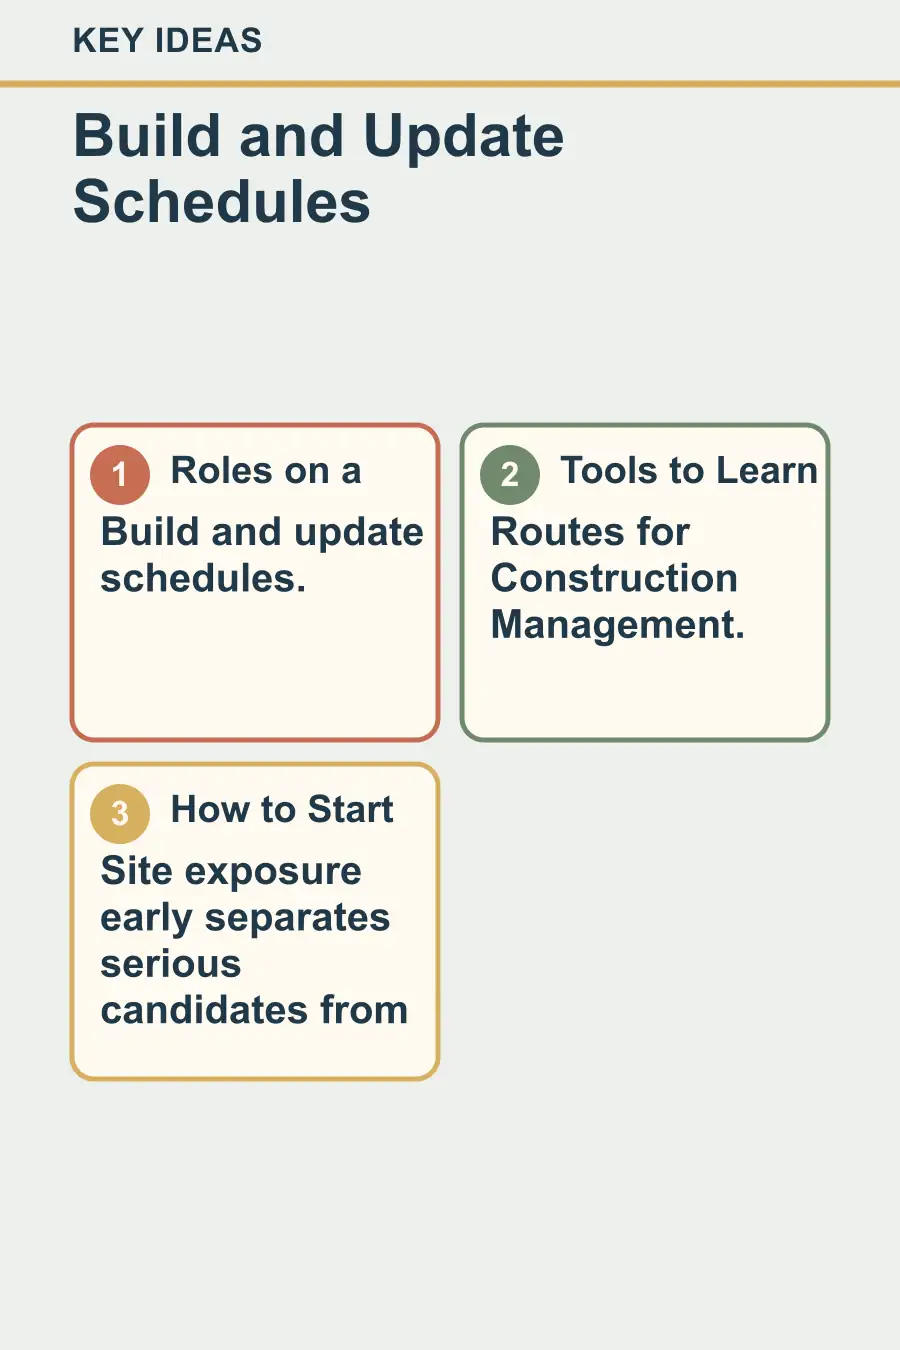 KEY IDEAS
Build and Update
Schedules
1 Roles on a
Build and update
schedules.
2 Tools to Learn
Routes for
Construction
Management.
3 How to Start
Site exposure
early separates
serious
candidates from